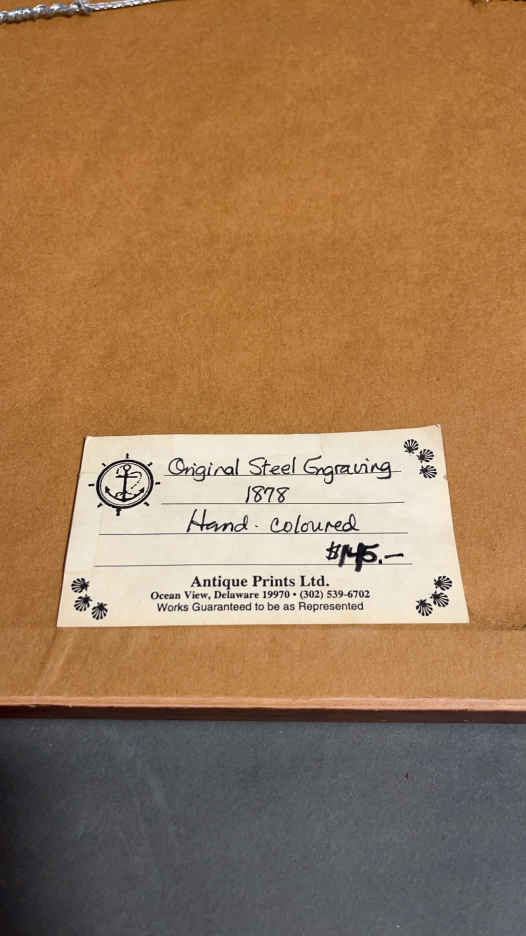 Original Steel Engraving
1878
Hand-coloured
$145.—
Antique Prints Ltd.
Ocean View, Delaware 19970 • (302) 539-6702
Works Guaranteed to be as Represented